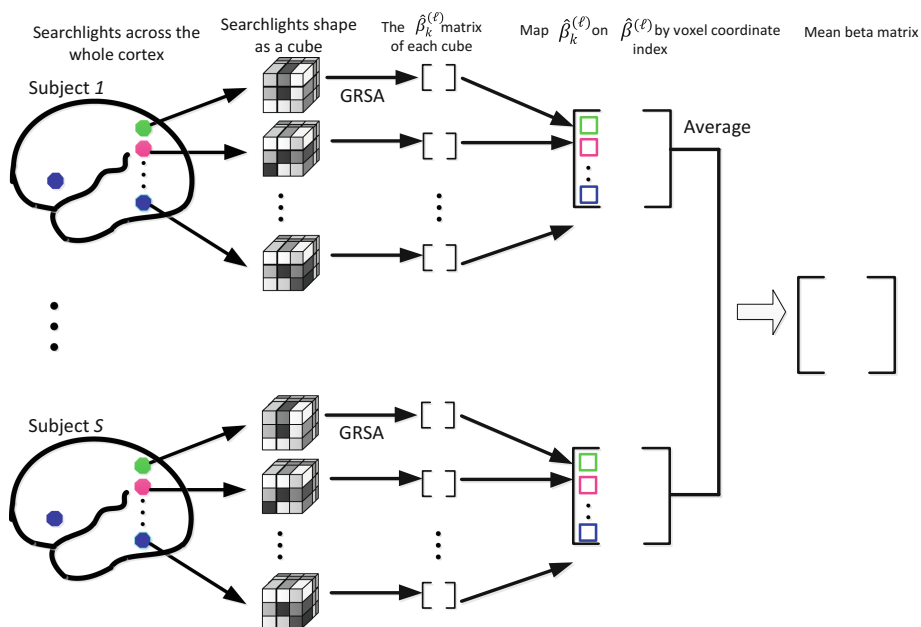 Searchlights across the
whole cortex
Searchlights shape
as a cube
The $\hat{\beta}_k^{(\ell)}$ matrix
of each cube
Map $\hat{\beta}_k^{(\ell)}$ on $\hat{\beta}^{(\ell)}$ by voxel coordinate
index
Mean beta matrix
Subject 1
GRSA
Average
Subject S
GRSA